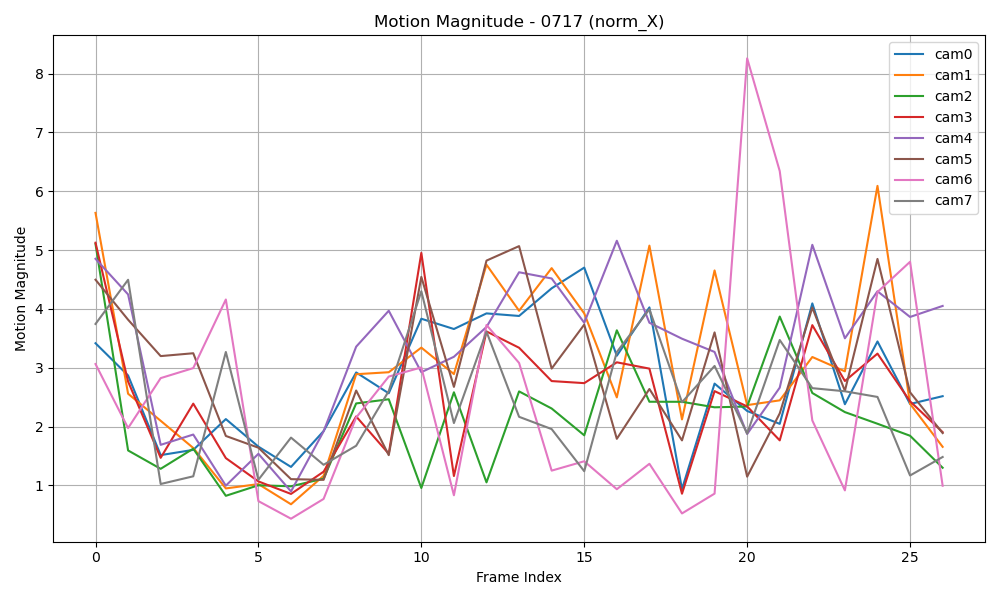 Motion Magnitude - 0717 (norm_X)
cam0
cam1
cam2
cam3
cam4
cam5
cam6
cam7
Motion Magnitude
8
7
6
5
4
3
2
1
0 5 10 15 20 25
Frame Index